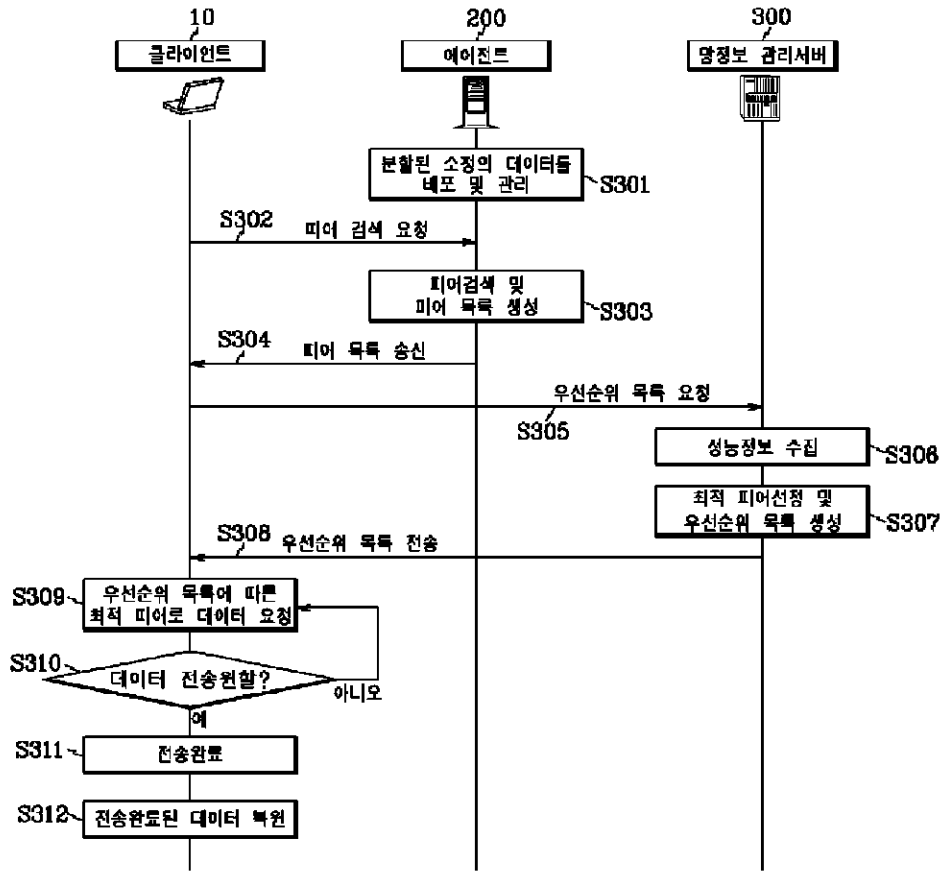 10
200
300
클라이언트
에이전트
망정보 관리서버
분할된 소정의 데이터를
배포 및 관리
S301
S302
피어 검색 요청
피어검색 및
피어 목록 생성
S303
S304
피어 목록 송신
우선순위 목록 요청
S305
성능정보 수집
S306
최적 피어선정 및
우선순위 목록 생성
S307
S308
우선순위 목록 전송
S309
우선순위 목록에 따른
최적 피어로 데이터 요청
S310
데이터 전송원할?
아니오
예
S311
전송완료
S312
전송완료된 데이터 복원